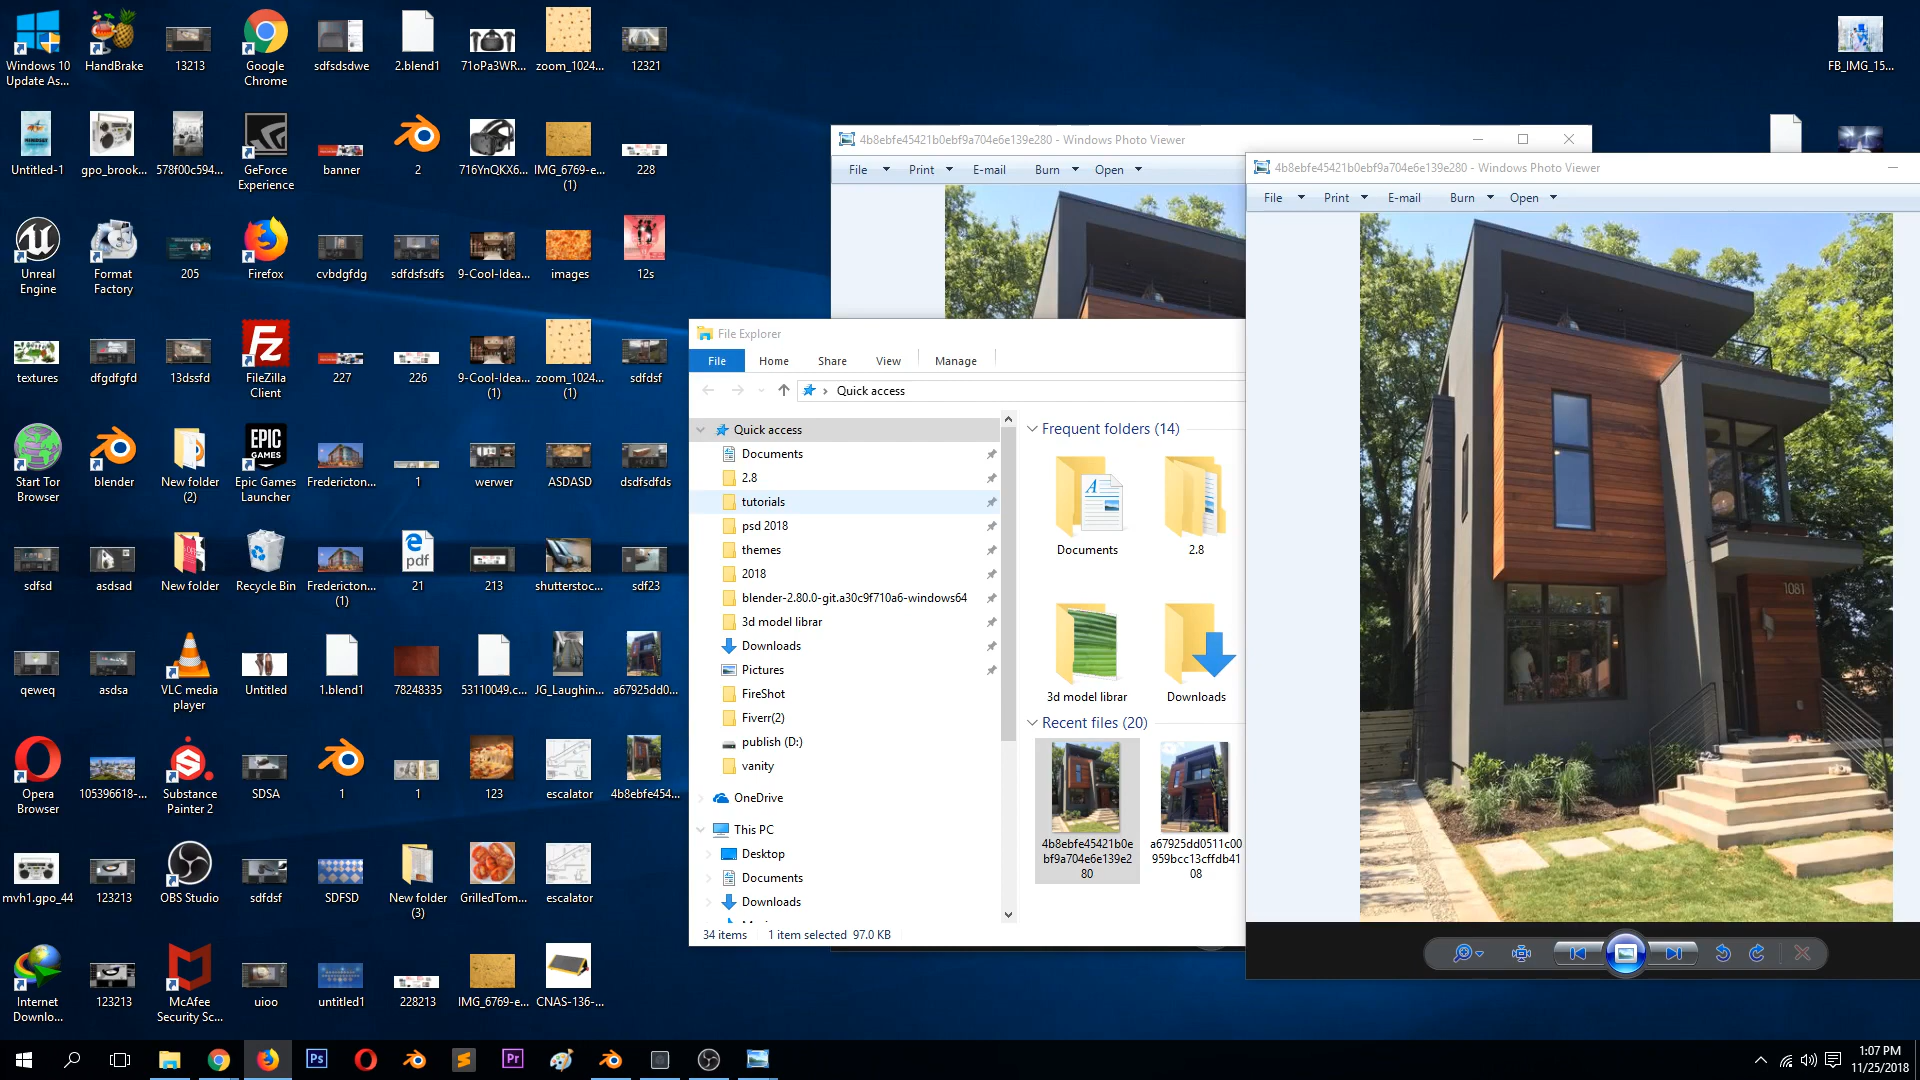 Windows 10
Update As...
HandBrake
13213
Google
Chrome
sdfsdsdwe
2.blend1
71oPa3WR...
zoom_1024...
12321
FB_IMG_15...
Untitled-1
gpo_brook...
578f00c594...
GeForce
Experience
banner
2
716YnQKX6...
IMG_6769-e...
(1)
228
Unreal
Engine
Format
Factory
205
Firefox
cvbdgfdg
sdfdsfsdfs
9-Cool-Idea...
images
12s
textures
dfgdfgfd
13dssfd
FileZilla
Client
227
226
9-Cool-Idea...
(1)
zoom_1024...
(1)
sdfdsf
Start Tor
Browser
blender
New folder
(2)
EPIC
GAMES
Epic Games
Launcher
Fredericton...
1
werwer
ASDASD
dsdfsdfds
sdfsd
asdsad
New folder
Recycle Bin
Fredericton...
(1)
pdf
21
213
shutterstoc...
sdf23
qeweq
asdsa
VLC media
player
Untitled
1.blend1
78248335
53110049.c...
JG_Laughin...
a67925dd0...
Opera
Browser
105396618-...
Substance
Painter 2
SDSA
1
1
123
escalator
4b8ebfe454...
mvh1.gpo_44
123213
OBS Studio
sdfdsf
SDFSD
New folder
(3)
GrilledTom...
escalator
Internet
Downlo...
123213
McAfee
Security Sc...
uioo
untitled1
228213
IMG_6769-e...
CNAS-136-...
4b8ebfe45421b0ebf9a704e6e139e280 - Windows Photo Viewer
File Print E-mail Burn Open
4b8ebfe45421b0ebf9a704e6e139e280 - Windows Photo Viewer
File Print E-mail Burn Open
1081
File Explorer
File Home Share View Manage
Quick access
Quick access
Documents
2.8
tutorials
psd 2018
themes
2018
blender-2.80.0-git.a30c9f710a6-windows64
3d model librar
Downloads
Pictures
FireShot
Fiverr(2)
publish (D:)
vanity
OneDrive
This PC
Desktop
Documents
Downloads
Frequent folders (14)
Documents
2.8
3d model librar
Downloads
Recent files (20)
4b8ebfe45421b0e
bf9a704e6e139e2
80
a67925dd0511c00
959bcc13cffdb41
08
34 items 1 item selected 97.0 KB
Ps
Pr
1:07 PM
11/25/2018